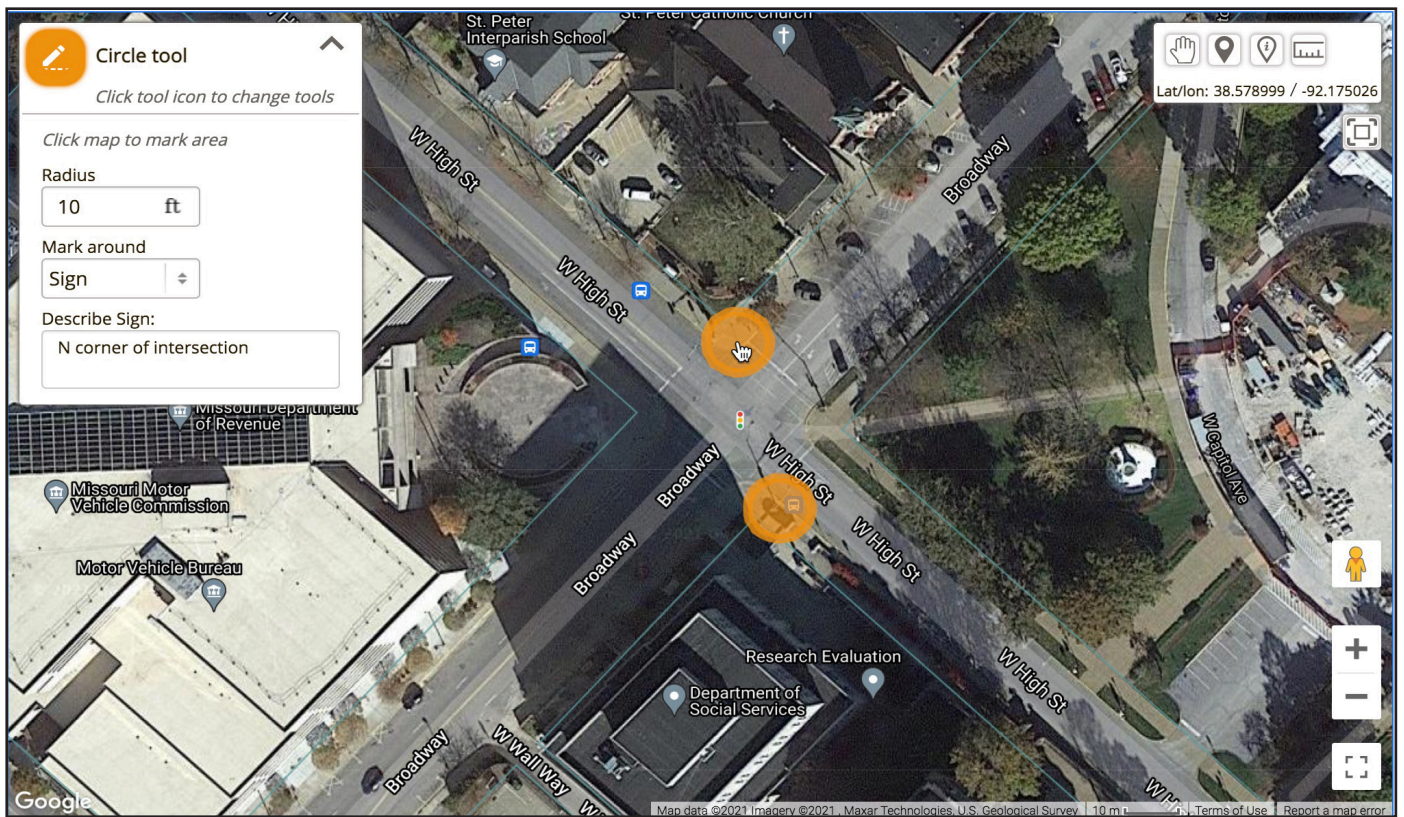 Circle tool
Click tool icon to change tools
Click map to mark area
Radius
10 ft
Mark around
Sign
Describe Sign:
N corner of intersection
St. Peter
Interparish School
St. Peter Catholic Church
Lat/lon: 38.578999 / -92.175026
W High St
Broadway
W High St
Missouri Department
of Revenue
W High St
Broadway
W Capitol Ave
Missouri Motor
Vehicle Commission
W High St
Broadway
Motor Vehicle Bureau
Research Evaluation
W High St
Department of
Social Services
Broadway
W Wall Way
Google
Map data ©2021 Imagery ©2021 , Maxar Technologies, U.S. Geological Survey
10 m
Terms of Use
Report a map error